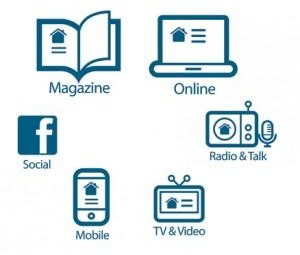 Magazine
Online
f
Social
Radio & Talk
Mobile
TV & Video